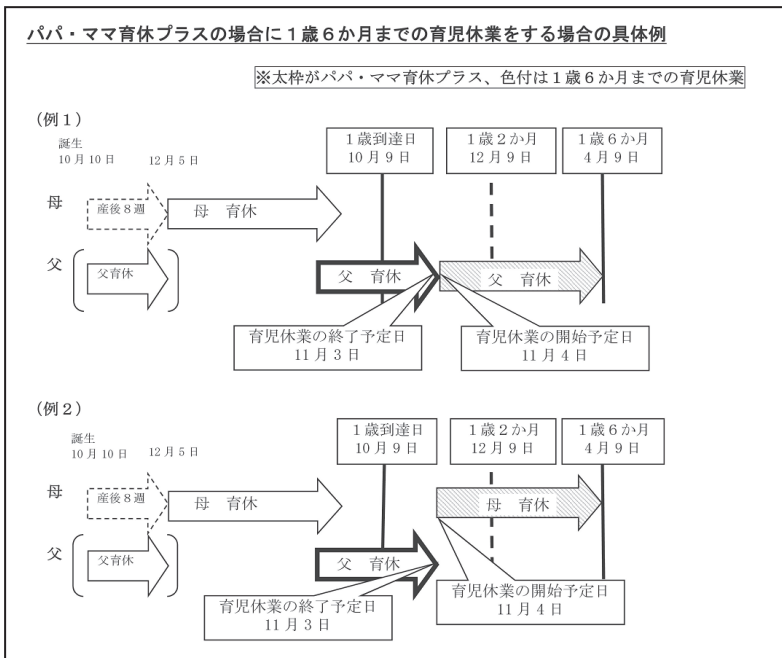 パパ・ママ育休プラスの場合に１歳６か月までの育児休業をする場合の具体例
※太枠がパパ・ママ育休プラス、色付は１歳６か月までの育児休業
（例１）
誕生
10月10日
12月５日
１歳到達日
10月９日
１歳２か月
12月９日
１歳６か月
４月９日
母
産後８週
母　育休
父
父育休
父　育休
父　育休
育児休業の終了予定日
11月３日
育児休業の開始予定日
11月４日
（例２）
誕生
10月10日
12月５日
１歳到達日
10月９日
１歳２か月
12月９日
１歳６か月
４月９日
母
産後８週
母　育休
母　育休
父
父育休
父　育休
育児休業の終了予定日
11月３日
育児休業の開始予定日
11月４日